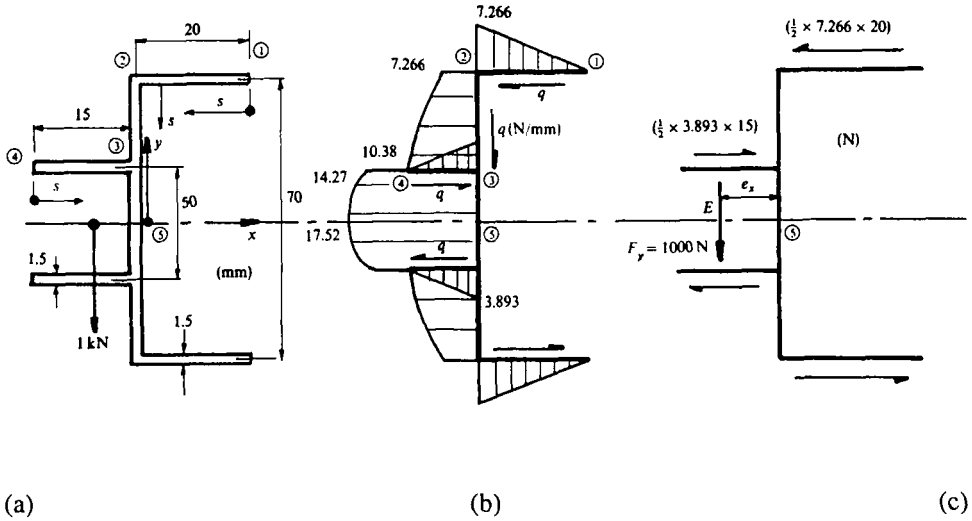 20
②
①
s
15
③
s
y
④
s
50
70
⑤
x
(mm)
1.5
1 kN
1.5
7.266
7.266
②
①
q
q (N/mm)
10.38
14.27
④
③
q
17.52
⑤
q
3.893
(½ × 7.266 × 20)
(½ × 3.893 × 15)
(N)
eₓ
E
⑤
Fᵧ = 1000 N
(a)
(b)
(c)